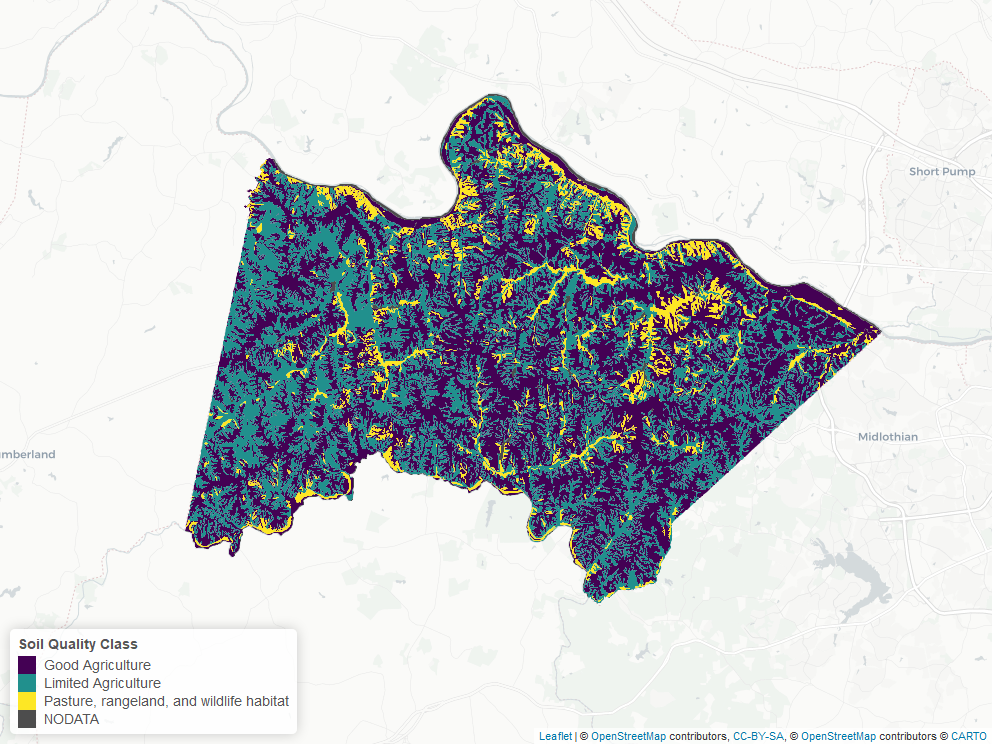 Short Pump
Midlothian
umberland
Soil Quality Class
Good Agriculture
Limited Agriculture
Pasture, rangeland, and wildlife habitat
NODATA
Leaflet | © OpenStreetMap contributors, CC-BY-SA, © OpenStreetMap contributors © CARTO